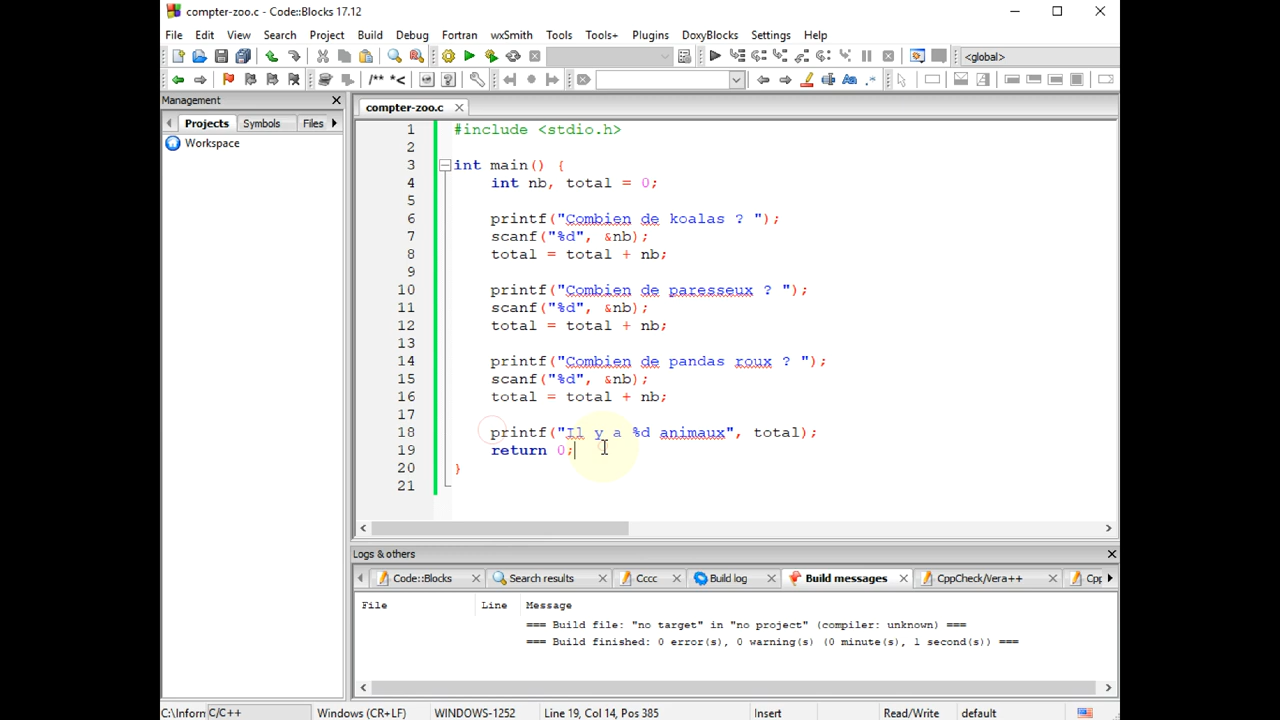 compter-zoo.c - Code::Blocks 17.12
File Edit View Search Project Build Debug Fortran wxSmith Tools Tools+ Plugins DoxyBlocks Settings Help
<global>
/** *<
Management
Projects Symbols Files
Workspace
compter-zoo.c
1 #include <stdio.h>
2
3 int main() {
4 int nb, total = 0;
5
6 printf("Combien de koalas ? ");
7 scanf("%d", &nb);
8 total = total + nb;
9
10 printf("Combien de paresseux ? ");
11 scanf("%d", &nb);
12 total = total + nb;
13
14 printf("Combien de pandas roux ? ");
15 scanf("%d", &nb);
16 total = total + nb;
17
18 printf("Il y a %d animaux", total);
19 return 0;
20 }
21
Logs & others
Code::Blocks Search results Cccc Build log Build messages CppCheck/Vera++ Cpp
File Line Message
=== Build file: "no target" in "no project" (compiler: unknown) ===
=== Build finished: 0 error(s), 0 warning(s) (0 minute(s), 1 second(s)) ===
C:\Inforn C/C++ Windows (CR+LF) WINDOWS-1252 Line 19, Col 14, Pos 385 Insert Read/Write default